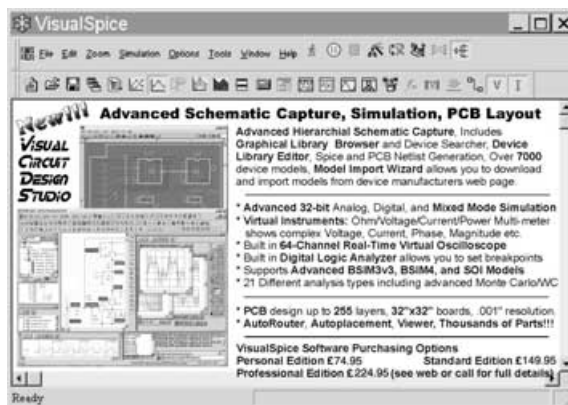 VisualSpice
File Edit Zoom Simulation Options Tools Window Help
New!!!
Advanced Schematic Capture, Simulation, PCB Layout
VISUAL
CIRCUIT
DESIGN
STUDIO
Advanced Hierarchial Schematic Capture, Includes
Graphical Library Browser and Device Searcher, Device
Library Editor, Spice and PCB Netlist Generation, Over 7000
device models, Model Import Wizard allows you to download
and import models from device manufacturers web page.
* Advanced 32-bit Analog, Digital, and Mixed Mode Simulation
* Virtual Instruments: Ohm/Voltage/Current/Power Multi-meter
shows complex Voltage, Current, Phase, Magnitude etc.
* Built in 64-Channel Real-Time Virtual Oscilloscope
* Built in Digital Logic Analyzer allows you to set breakpoints
* Supports Advanced BSIM3v3, BSIM4, and SOI Models
* 21 Different analysis types including advanced Monte Carlo/WC
* PCB design up to 255 layers, 32"x32" boards, .001" resolution.
* AutoRouter, Autoplacement, Viewer, Thousands of Parts!!!
VisualSpice Software Purchasing Options
Personal Edition £74.95 Standard Edition £149.95
Professional Edition £224.95 (see web or call for full details)
Ready